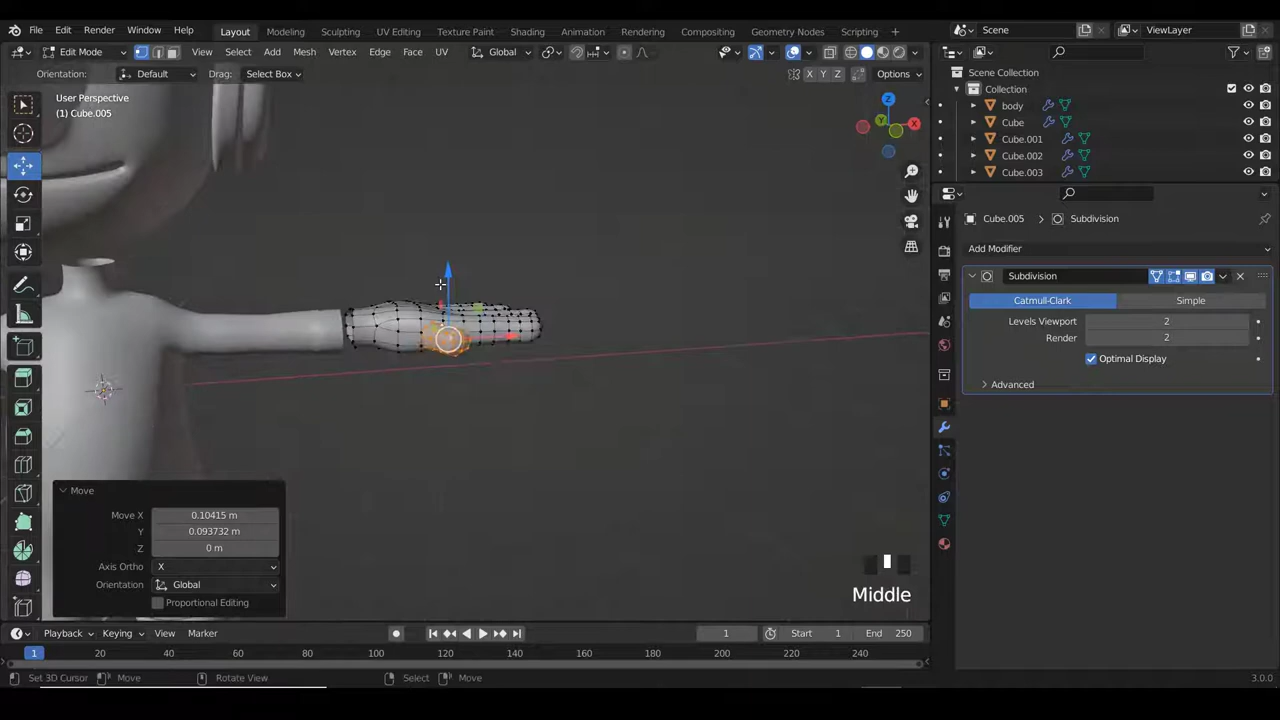 File Edit Render Window Help Layout Modeling Sculpting UV Editing Texture Paint Shading Animation Rendering Compositing Geometry Nodes Scripting + Scene ViewLayer
Edit Mode View Select Add Mesh Vertex Edge Face UV Global
Orientation: Default Drag: Select Box X Y Z Options
Scene Collection
Collection
body
Cube
Cube.001
Cube.002
Cube.003
User Perspective
(1) Cube.005
Z
Y
X
Cube.005 > Subdivision
Add Modifier
Subdivision
Catmull-Clark Simple
Levels Viewport 2
Render 2
Optimal Display
Advanced
Move
Move X 0.10415 m
Y 0.093732 m
Z 0 m
Axis Ortho X
Orientation Global
Proportional Editing
Middle
Playback Keying View Marker 1 Start 1 End 250
1 20 40 60 80 100 120 140 160 180 200 220 240
Set 3D Cursor Move Rotate View Select Move 3.0.0